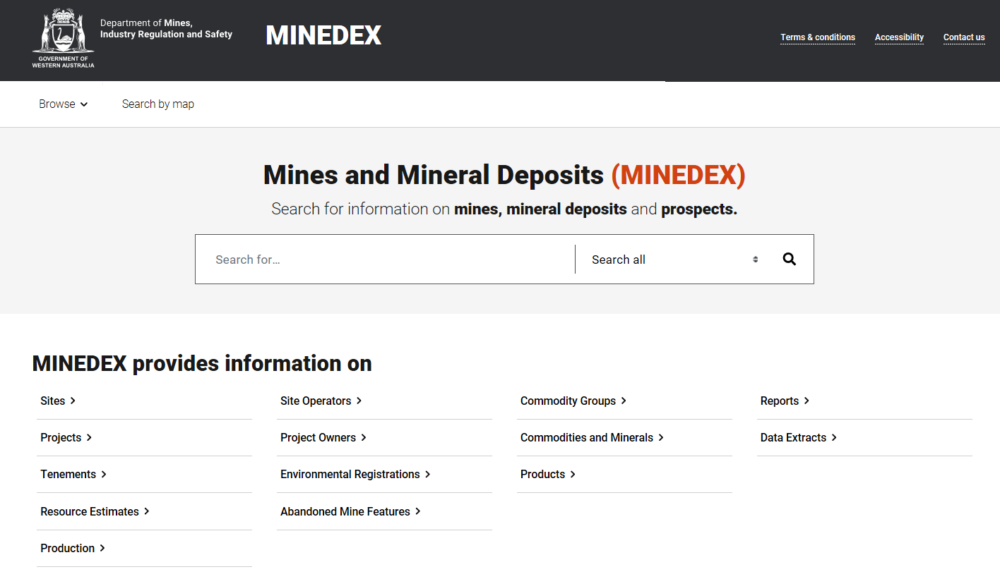 Department of Mines,
Industry Regulation and Safety
GOVERNMENT OF
WESTERN AUSTRALIA
MINEDEX
Terms & conditions
Accessibility
Contact us
Browse
Search by map
Mines and Mineral Deposits (MINEDEX)
Search for information on mines, mineral deposits and prospects.
Search for...
Search all
MINEDEX provides information on
Sites
Projects
Tenements
Resource Estimates
Production
Site Operators
Project Owners
Environmental Registrations
Abandoned Mine Features
Commodity Groups
Commodities and Minerals
Products
Reports
Data Extracts